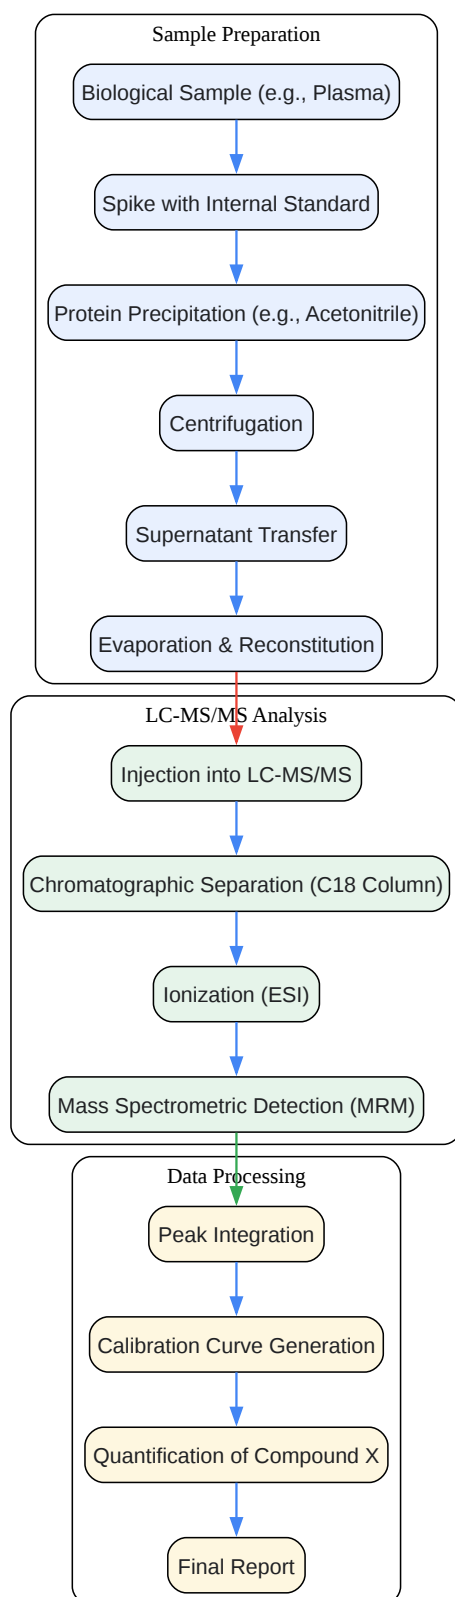 Sample Preparation
Biological Sample (e.g., Plasma)
Spike with Internal Standard
Protein Precipitation (e.g., Acetonitrile)
Centrifugation
Supernatant Transfer
Evaporation & Reconstitution
LC-MS/MS Analysis
Injection into LC-MS/MS
Chromatographic Separation (C18 Column)
Ionization (ESI)
Mass Spectrometric Detection (MRM)
Data Processing
Peak Integration
Calibration Curve Generation
Quantification of Compound X
Final Report